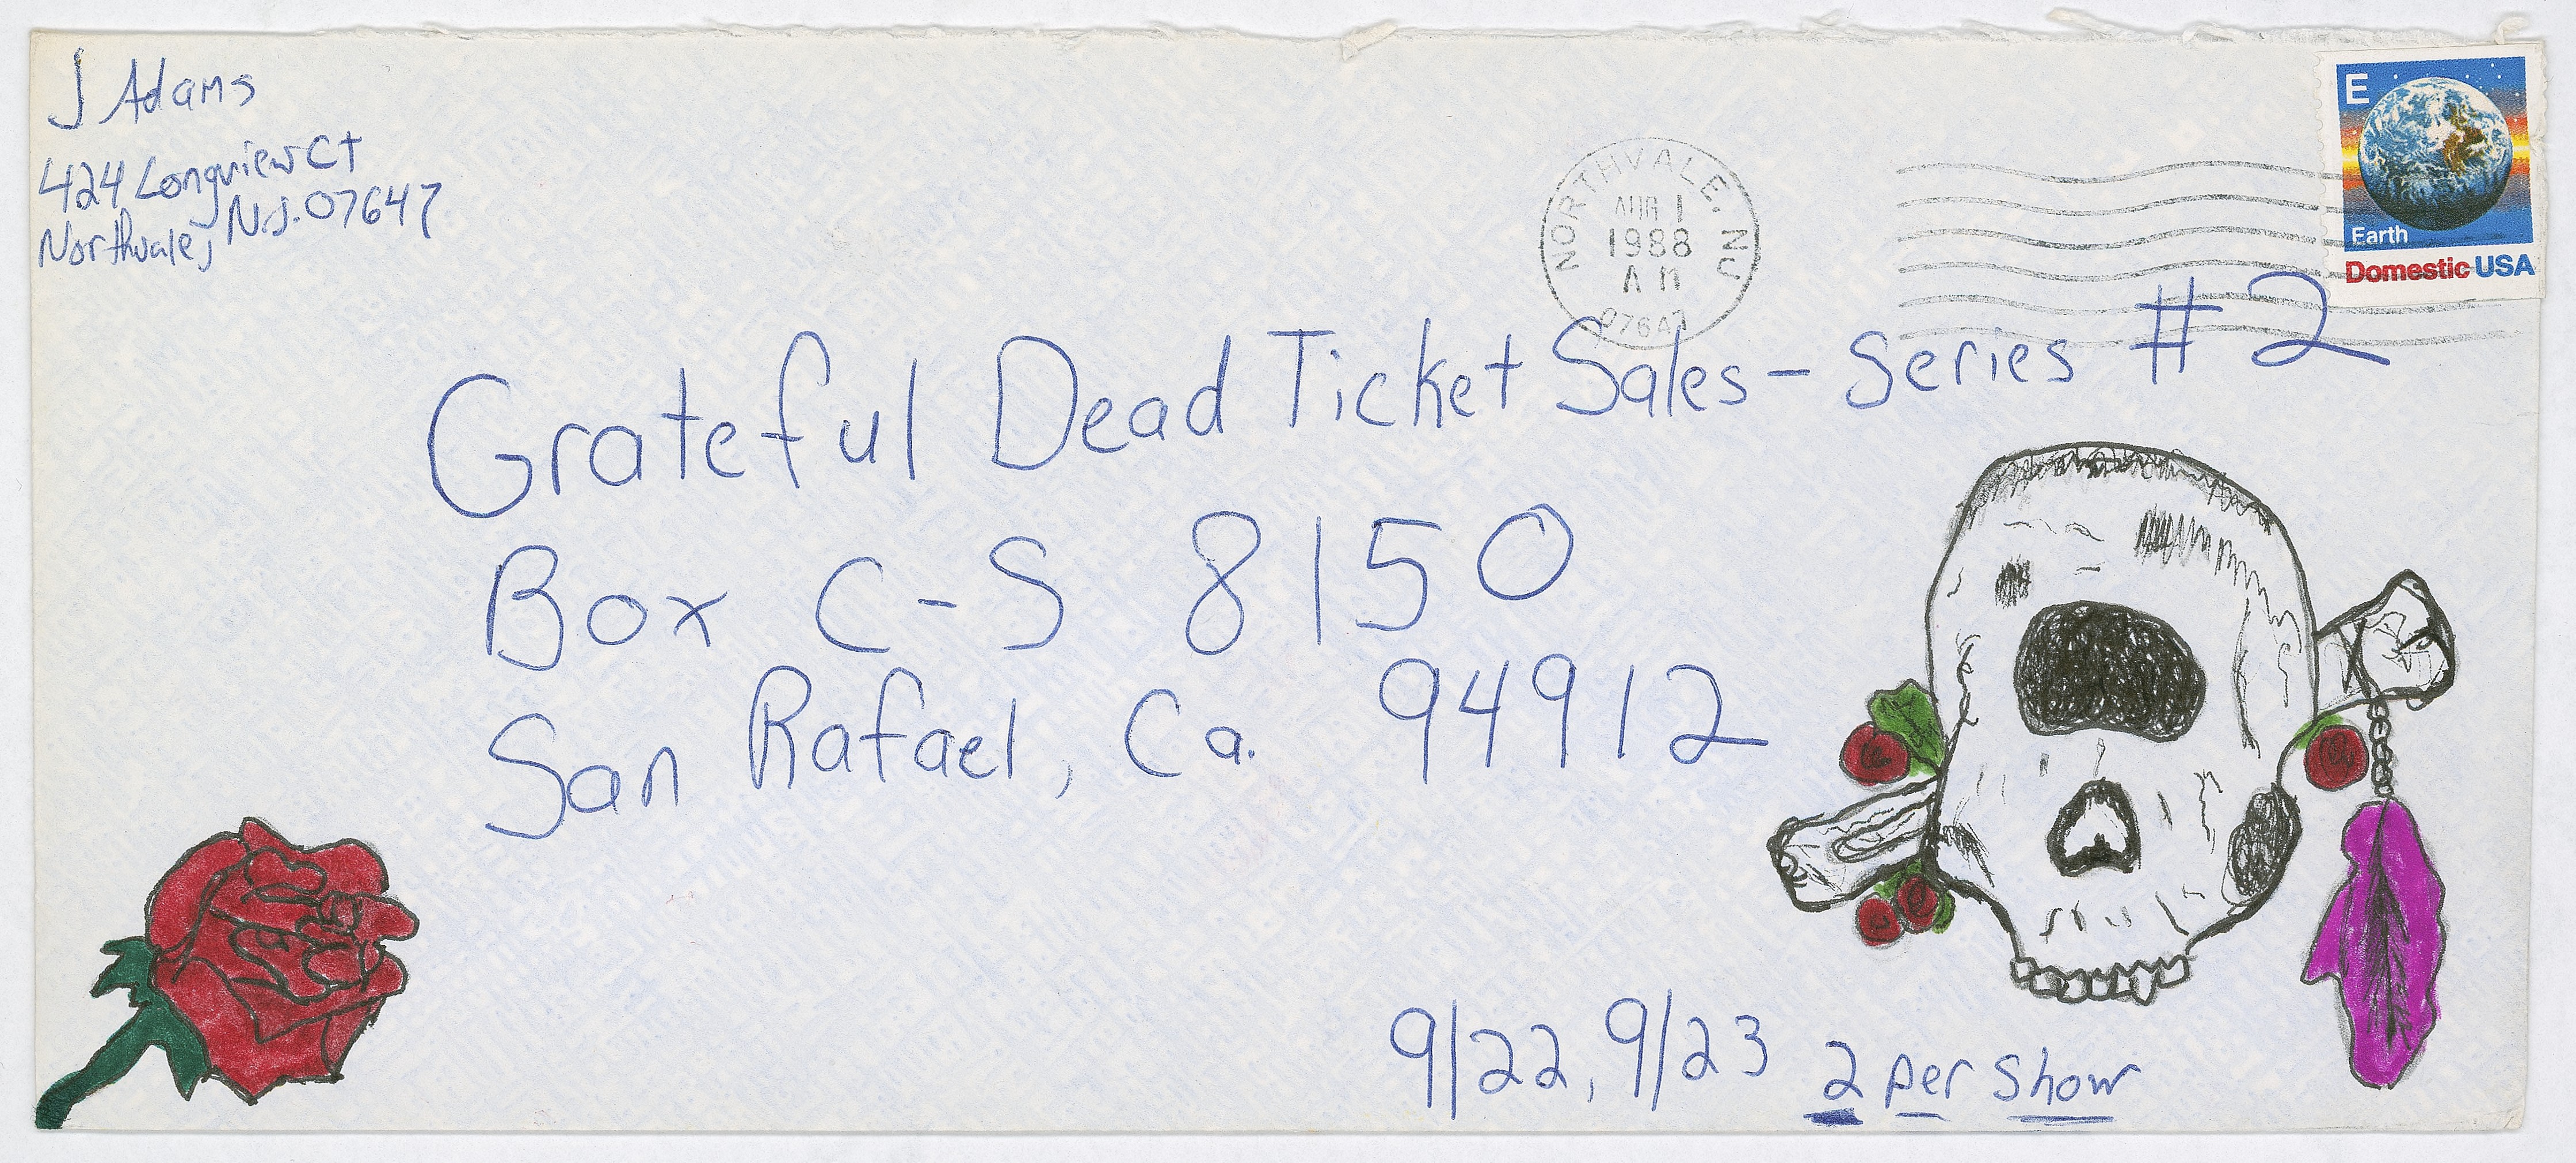 J Adams
424 Longview Ct
Northvale, N.J. 07647
NORTHVALE, NJ
AUG 1
1988
AM
07647
E
Earth
Domestic USA
Grateful Dead Ticket Sales - Series #2
Box C-S 8150
San Rafael, Ca. 94912
9/22, 9/23 2 per show